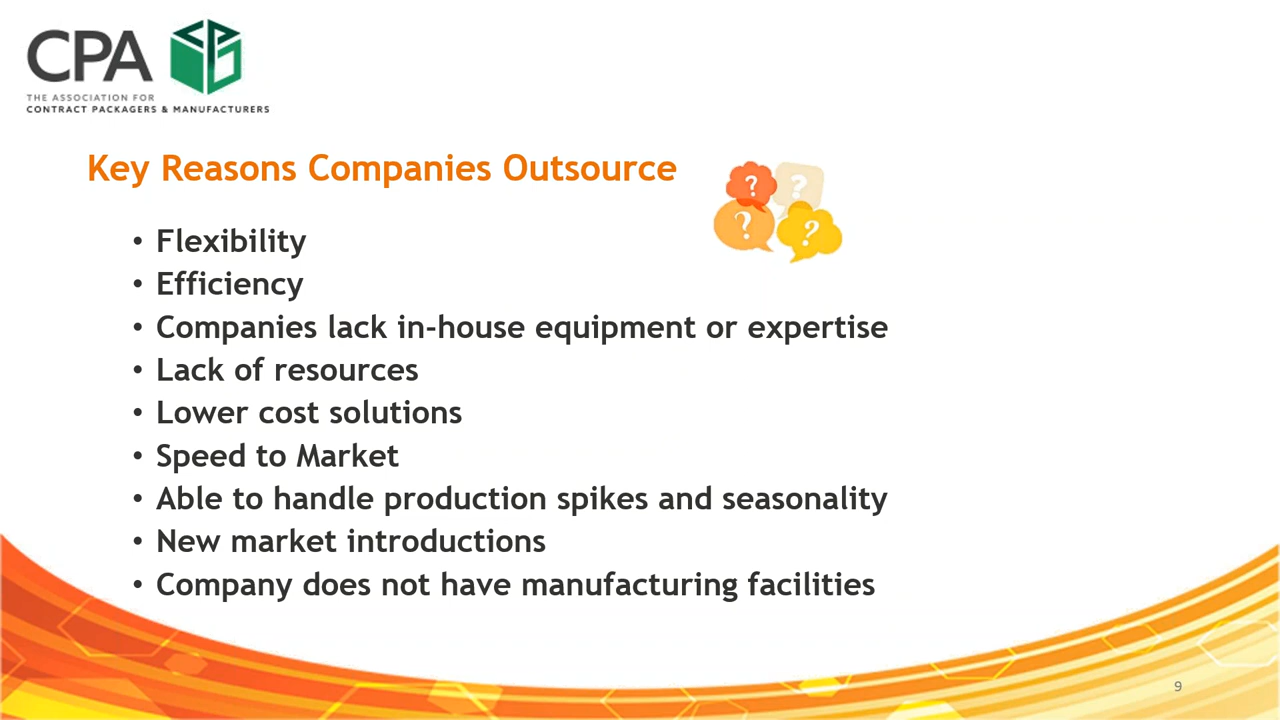 CPA
THE ASSOCIATION FOR
CONTRACT PACKAGERS & MANUFACTURERS
Key Reasons Companies Outsource
? ?
? ?
• Flexibility
• Efficiency
• Companies lack in-house equipment or expertise
• Lack of resources
• Lower cost solutions
• Speed to Market
• Able to handle production spikes and seasonality
• New market introductions
• Company does not have manufacturing facilities
9